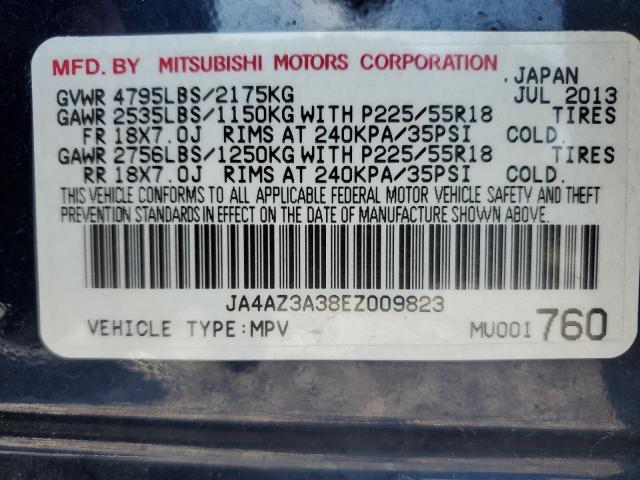 MFD. BY MITSUBISHI MOTORS CORPORATION
, JAPAN
GVWR 4795LBS/2175KG JUL 2013
GAWR 2535LBS/1150KG WITH P225/55R18 TIRES
FR 18X7.0J RIMS AT 240KPA/35PSI COLD.
GAWR 2756LBS/1250KG WITH P225/55R18 TIRES
RR 18X7.0J RIMS AT 240KPA/35PSI COLD.
THIS VEHICLE CONFORMS TO ALL APPLICABLE FEDERAL MOTOR VEHICLE SAFETY AND THEFT
PREVENTION STANDARDS IN EFFECT ON THE DATE OF MANUFACTURE SHOWN ABOVE.
JA4AZ3A38EZ009823
VEHICLE TYPE:MPV MU001 760